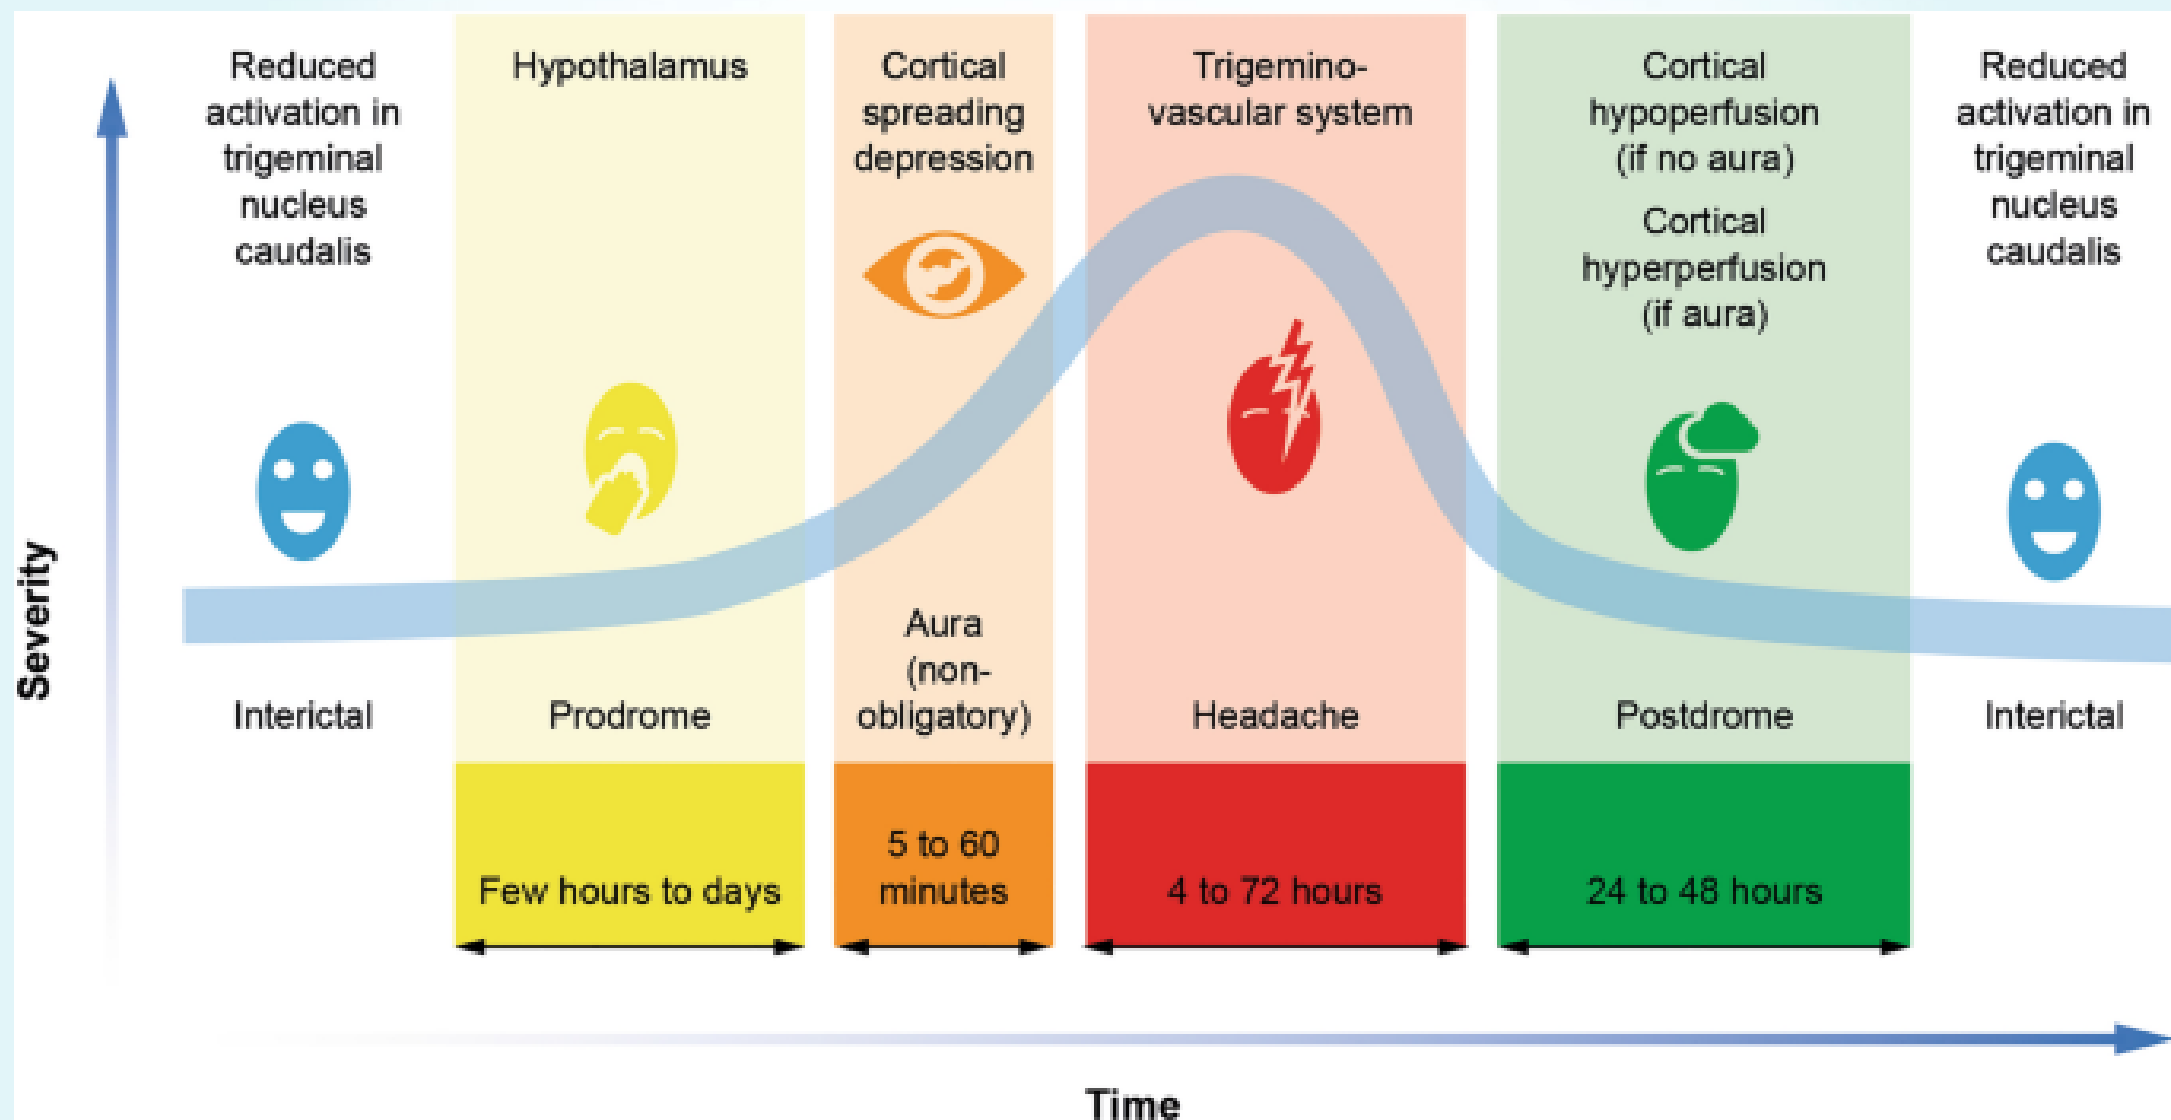 Reduced
activation in
trigeminal
nucleus
caudalis
Hypothalamus
Cortical
spreading
depression
Trigemino-
vascular system
Cortical
hypoperfusion
(if no aura)
Cortical
hyperperfusion
(if aura)
Reduced
activation in
trigeminal
nucleus
caudalis
Severity
Interictal
Prodrome
Aura
(non-
obligatory)
Headache
Postdrome
Interictal
Few hours to days
5 to 60
minutes
4 to 72 hours
24 to 48 hours
Time